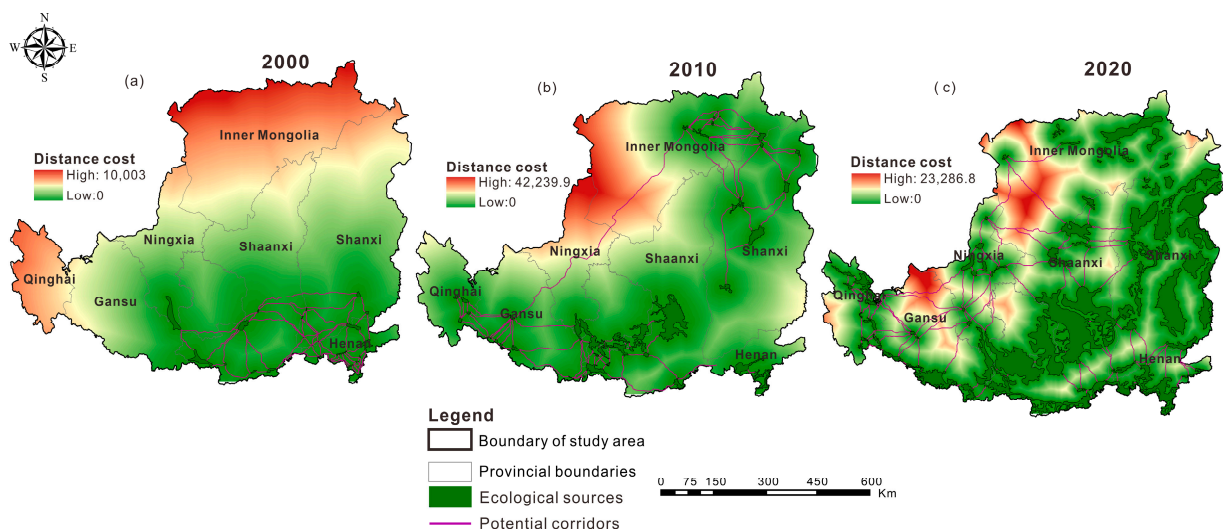 N
W E
S
2000
(a)
Inner Mongolia
Distance cost
High: 10,003
Low:0
Ningxia
Shaanxi
Shanxi
Qinghai
Gansu
Henan
2010
(b)
Inner Mongolia
Distance cost
High: 42,239.9
Low:0
Ningxia
Shaanxi
Shanxi
Qinghai
Gansu
Henan
2020
( c)
Inner Mongolia
Distance cost
High: 23,286.8
Low:0
Ningxia
Shaanxi
Shanxi
Qinghai
Gansu
Henan
Legend
Boundary of study area
Provincial boundaries
Ecological sources
Potential corridors
0 75 150 300 450 600
Km